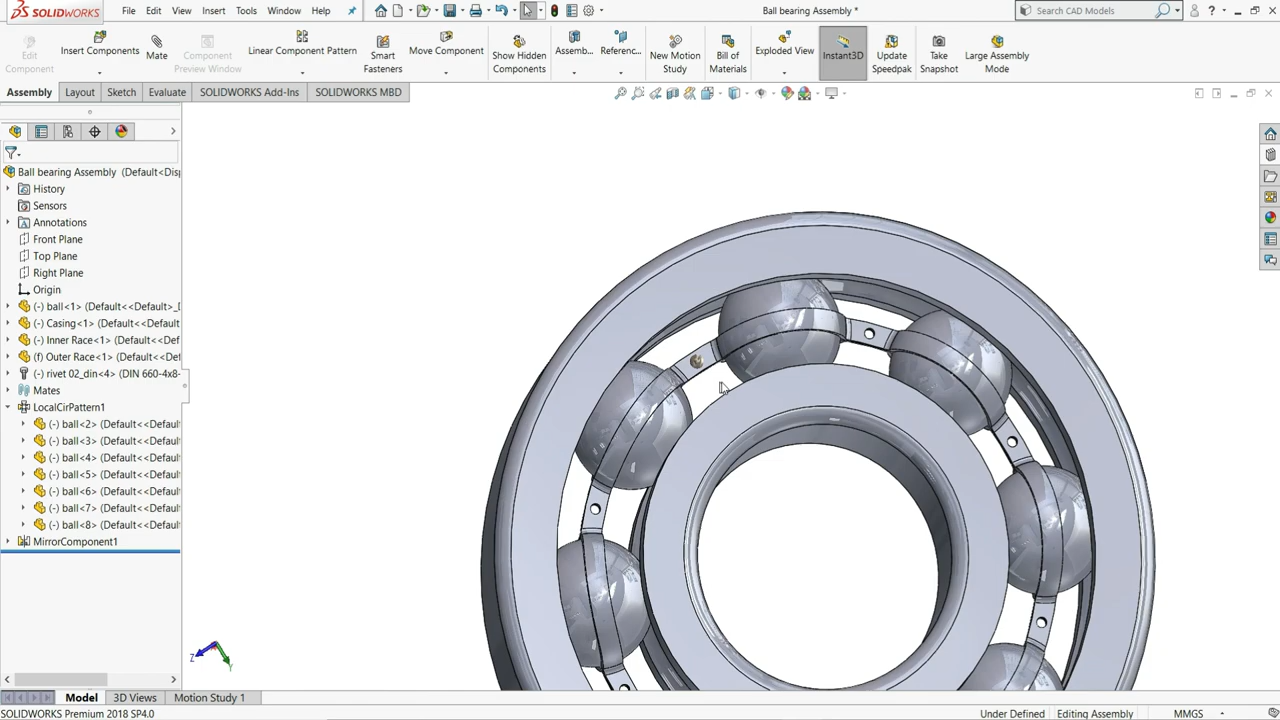 SOLIDWORKS File Edit View Insert Tools Window Help Ball bearing Assembly * Search CAD Models ?
Edit Component
Insert Components
Mate
Component Preview Window
Linear Component Pattern
Smart Fasteners
Move Component
Show Hidden Components
Assemb...
Referenc...
New Motion Study
Bill of Materials
Exploded View
Instant3D
Update Speedpak
Take Snapshot
Large Assembly Mode
Assembly Layout Sketch Evaluate SOLIDWORKS Add-Ins SOLIDWORKS MBD
Ball bearing Assembly (Default<Disp
History
Sensors
Annotations
Front Plane
Top Plane
Right Plane
Origin
(-) ball<1> (Default<<Default>_D
(-) Casing<1> (Default<<Default
(-) Inner Race<1> (Default<<Def
(f) Outer Race<1> (Default<<Def
(-) rivet 02_din<4> (DIN 660-4x8-
Mates
LocalCirPattern1
(-) ball<2> (Default<<Default
(-) ball<3> (Default<<Default
(-) ball<4> (Default<<Default
(-) ball<5> (Default<<Default
(-) ball<6> (Default<<Default
(-) ball<7> (Default<<Default
(-) ball<8> (Default<<Default
MirrorComponent1
Z
Y
Model 3D Views Motion Study 1
SOLIDWORKS Premium 2018 SP4.0 Under Defined Editing Assembly MMGS